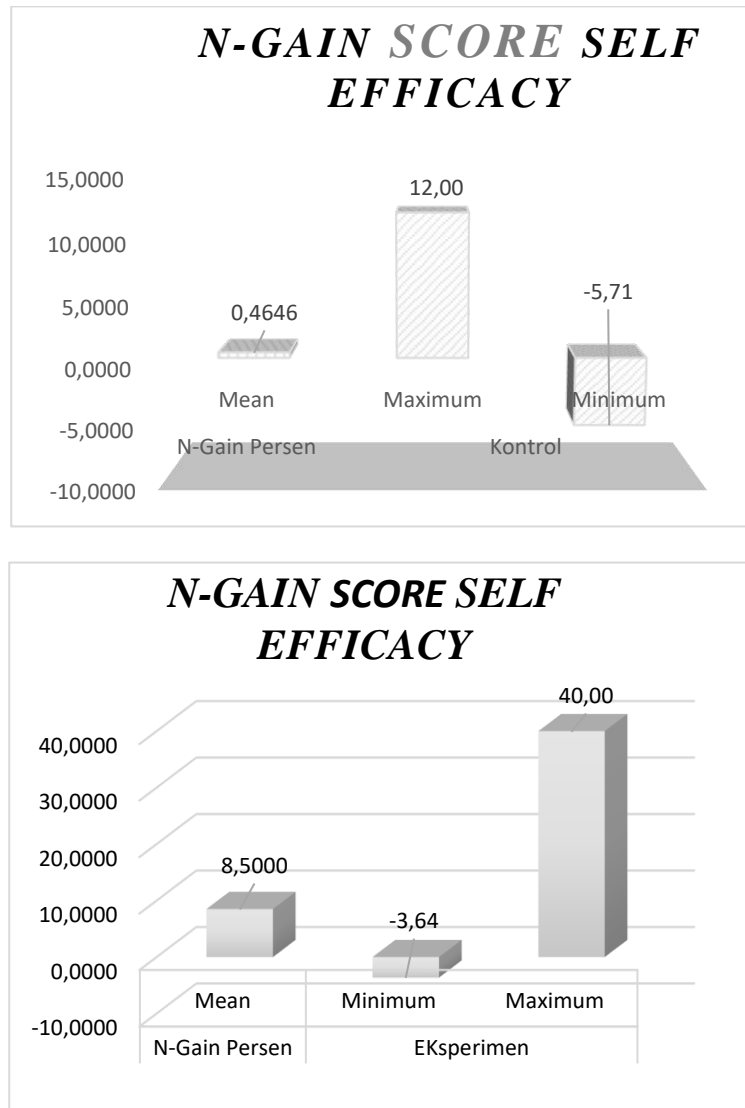 N-GAIN SCORE SELF
EFFICACY
15,0000
10,0000
5,0000
0,0000
-5,0000
-10,0000
0,4646
12,00
-5,71
Mean
Maximum
Minimum
N-Gain Persen
Kontrol
N-GAIN SCORE SELF
EFFICACY
40,0000
30,0000
20,0000
10,0000
0,0000
-10,0000
8,5000
-3,64
40,00
Mean
Minimum
Maximum
N-Gain Persen
EKsperimen